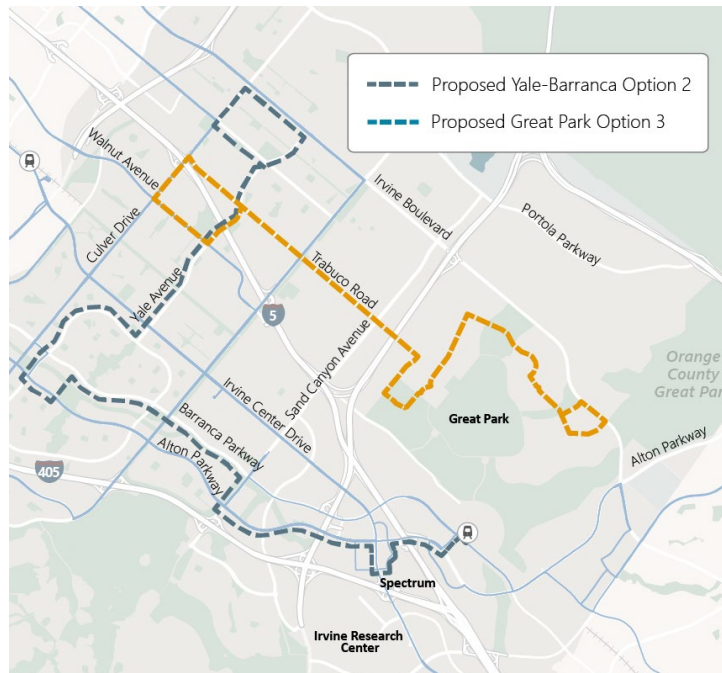 Proposed Yale-Barranca Option 2
Proposed Great Park Option 3
Walnut Avenue
Culver Drive
Irvine Boulevard
Portola Parkway
Yale Avenue
Trabuco Road
5
Sand Canyon Avenue
Orange
County
Great Par
Irvine Center Drive
Great Park
Barranca Parkway
Alton Parkway
Alton Parkway
405
Spectrum
Irvine Research
Center